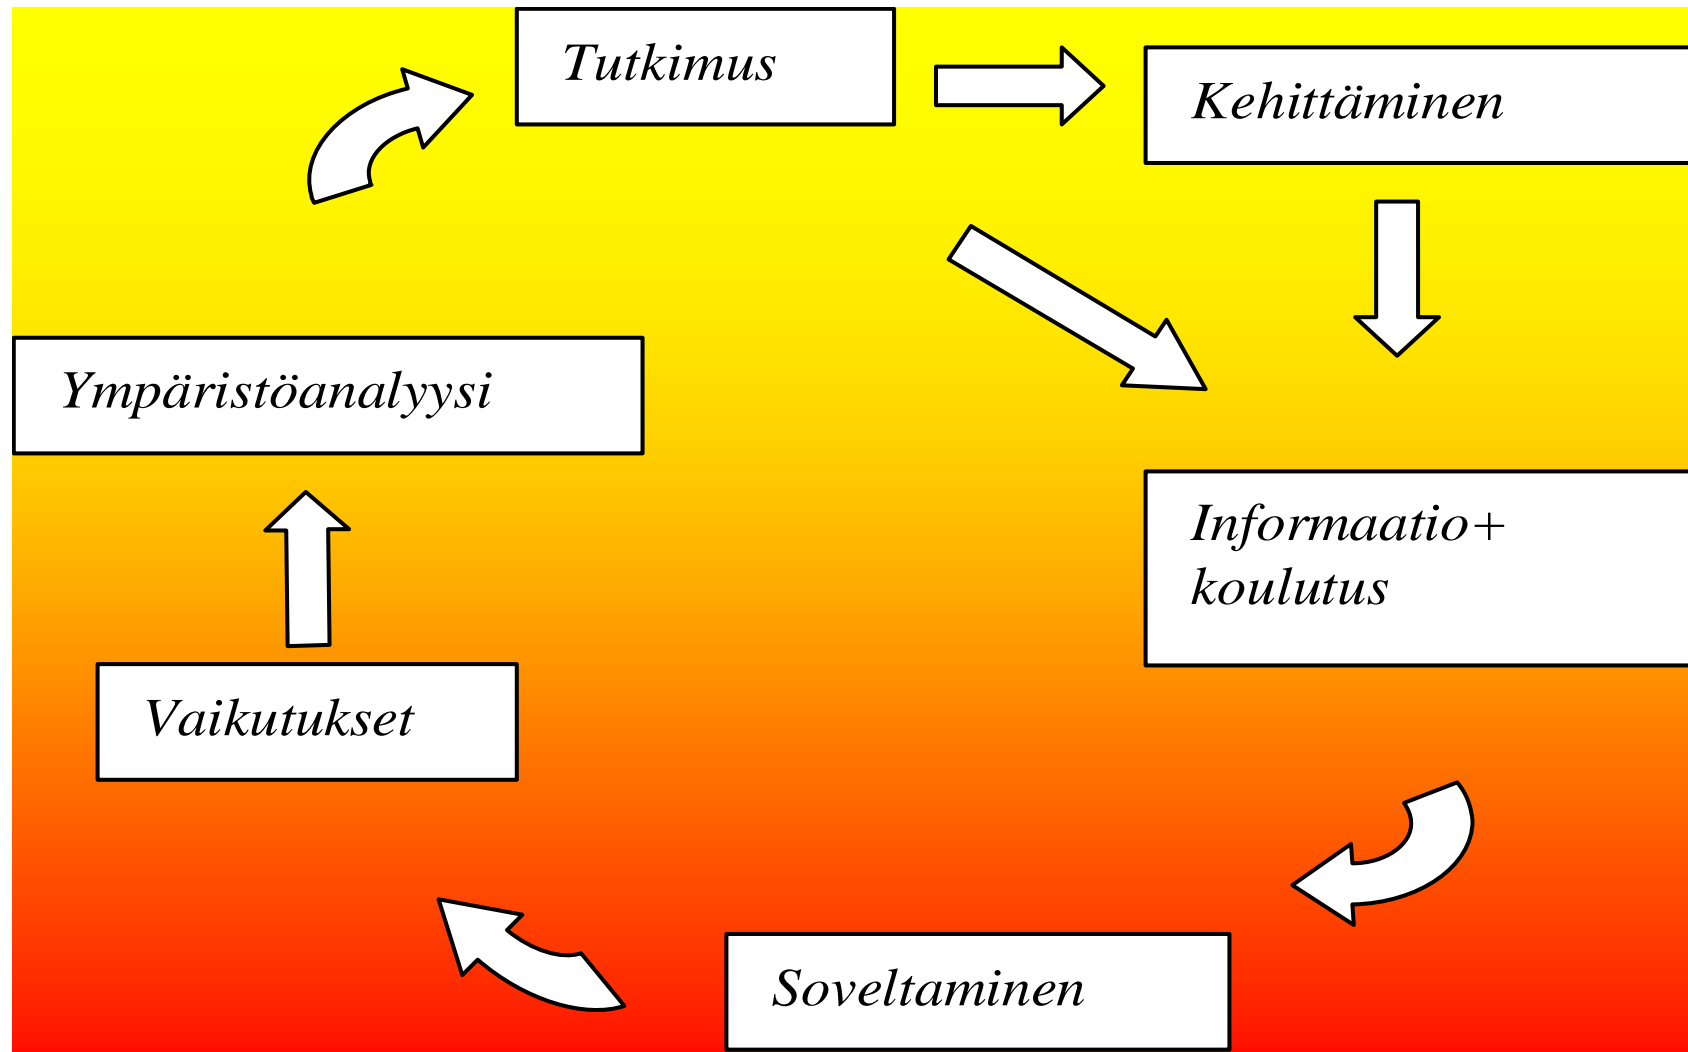 Tutkimus
Kehittäminen
Ympäristöanalyysi
Informaatio+
koulutus
Vaikutukset
Soveltaminen